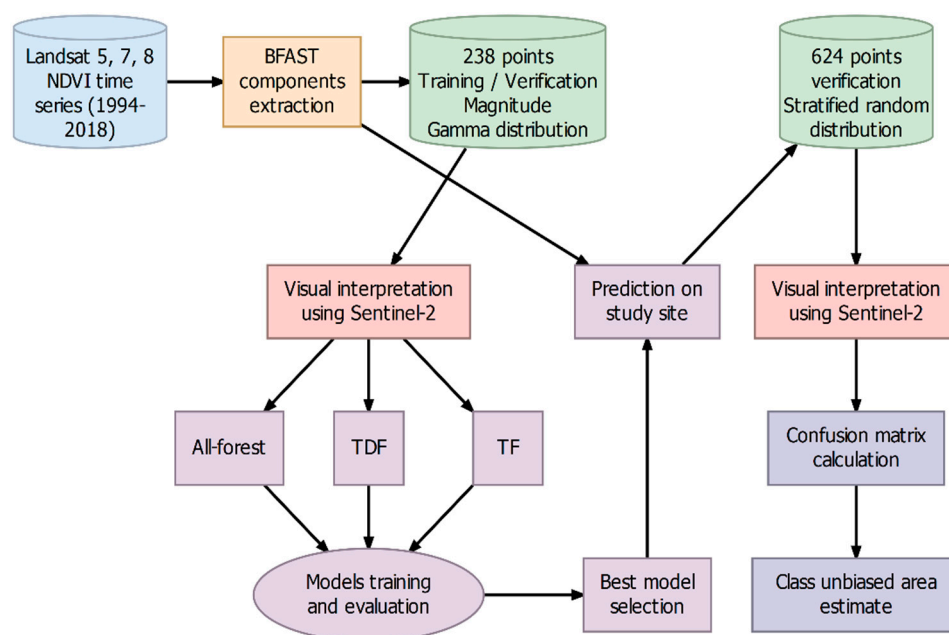 Landsat 5, 7, 8
NDVI time
series (1994-
2018)
BFAST
components
extraction
238 points
Training / Verification
Magnitude
Gamma distribution
624 points
verification
Stratified random
distribution
Visual interpretation
using Sentinel-2
Prediction on
study site
Visual interpretation
using Sentinel-2
All-forest
TDF
TF
Confusion matrix
calculation
Models training
and evaluation
Best model
selection
Class unbiased area
estimate